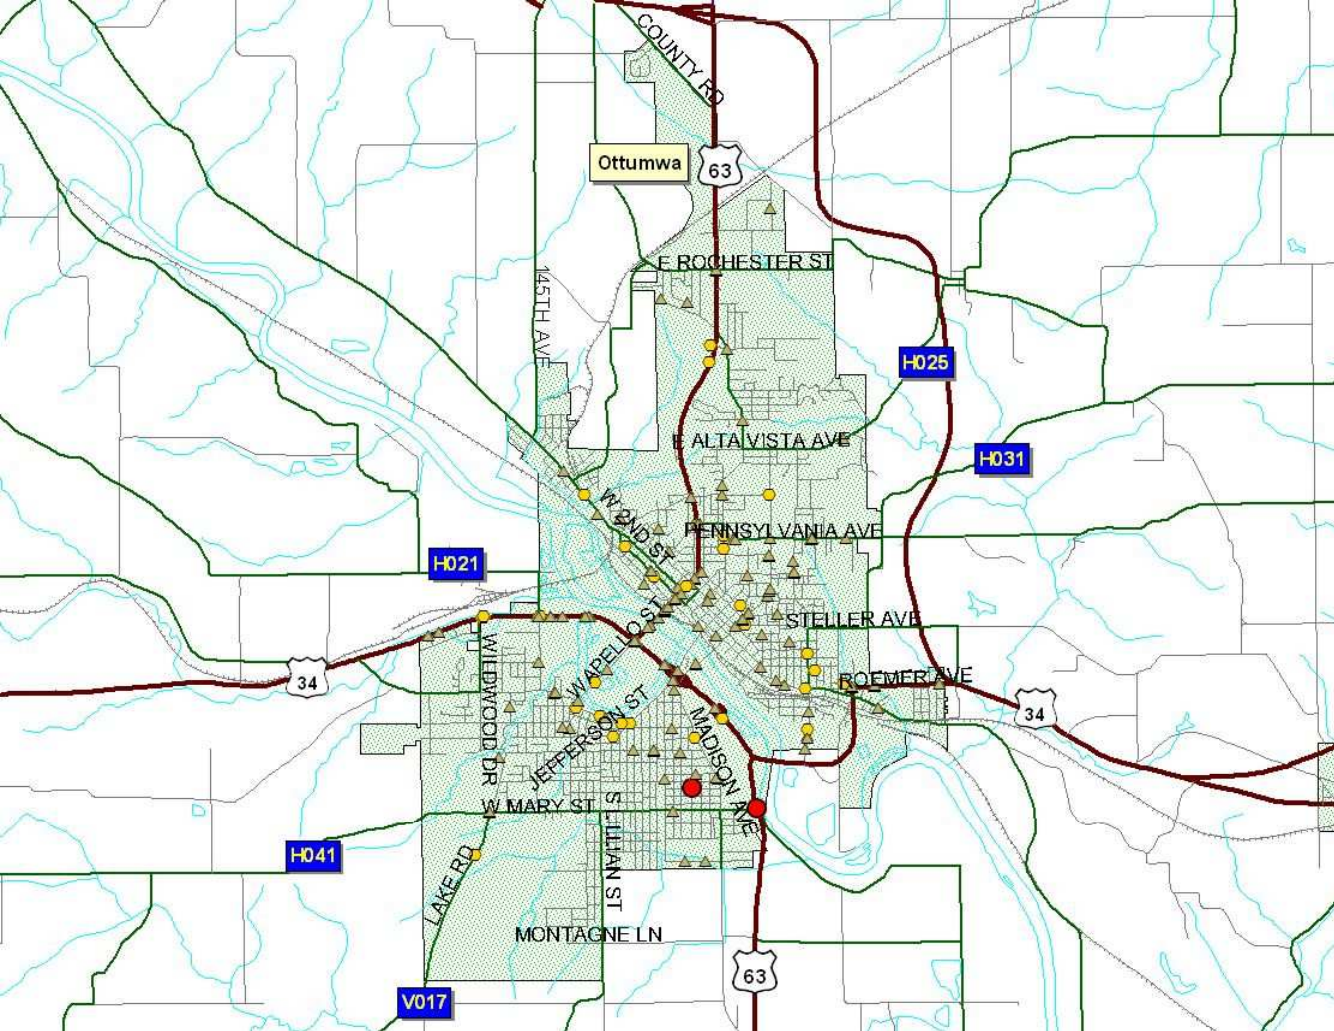 COUNTY RD
Ottumwa
63
E ROCHESTER ST
145TH AVE
H025
E ALTA VISTA AVE
H031
W 2ND ST
PENNSYLVANIA AVE
H021
STELLER AVE
WAPELLO ST
WILDWOOD DR
34
ROEMER AVE
34
JEFFERSON ST
MADISON AVE
W MARY ST
S LILLIAN ST
H041
LAKE RD
MONTAGNE LN
63
V017